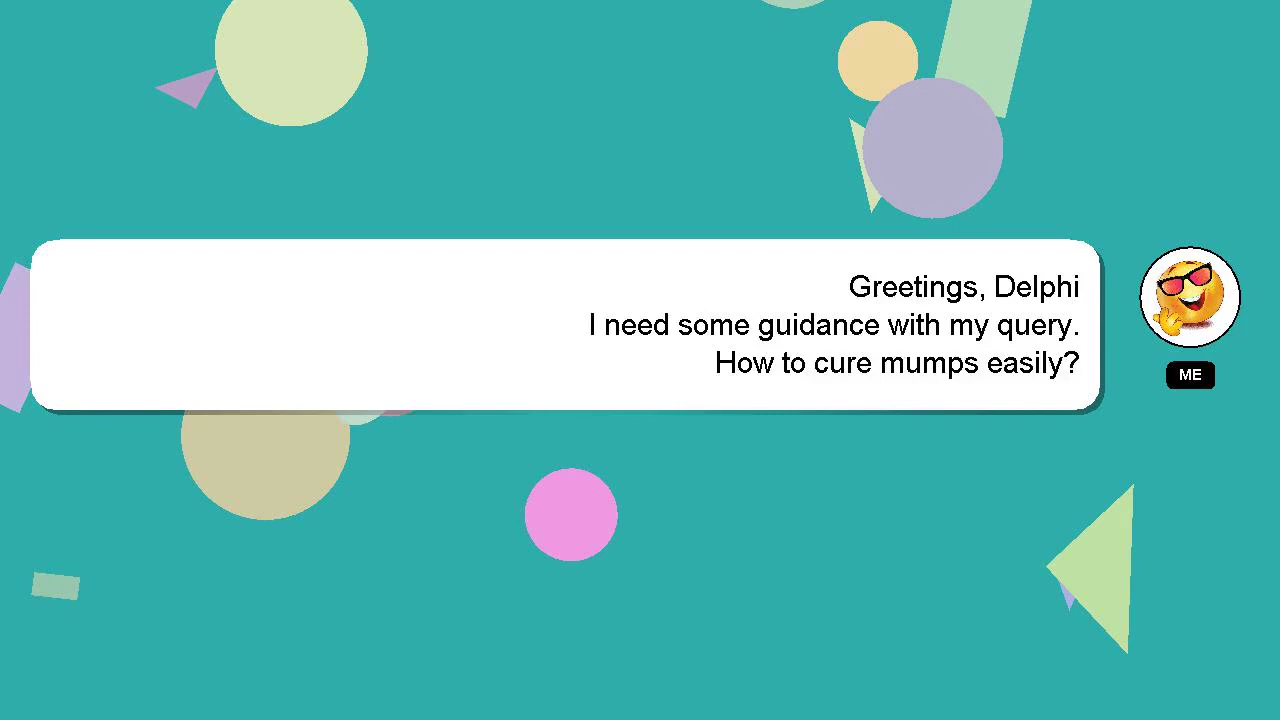 Greetings, Delphi
I need some guidance with my query.
How to cure mumps easily?
ME